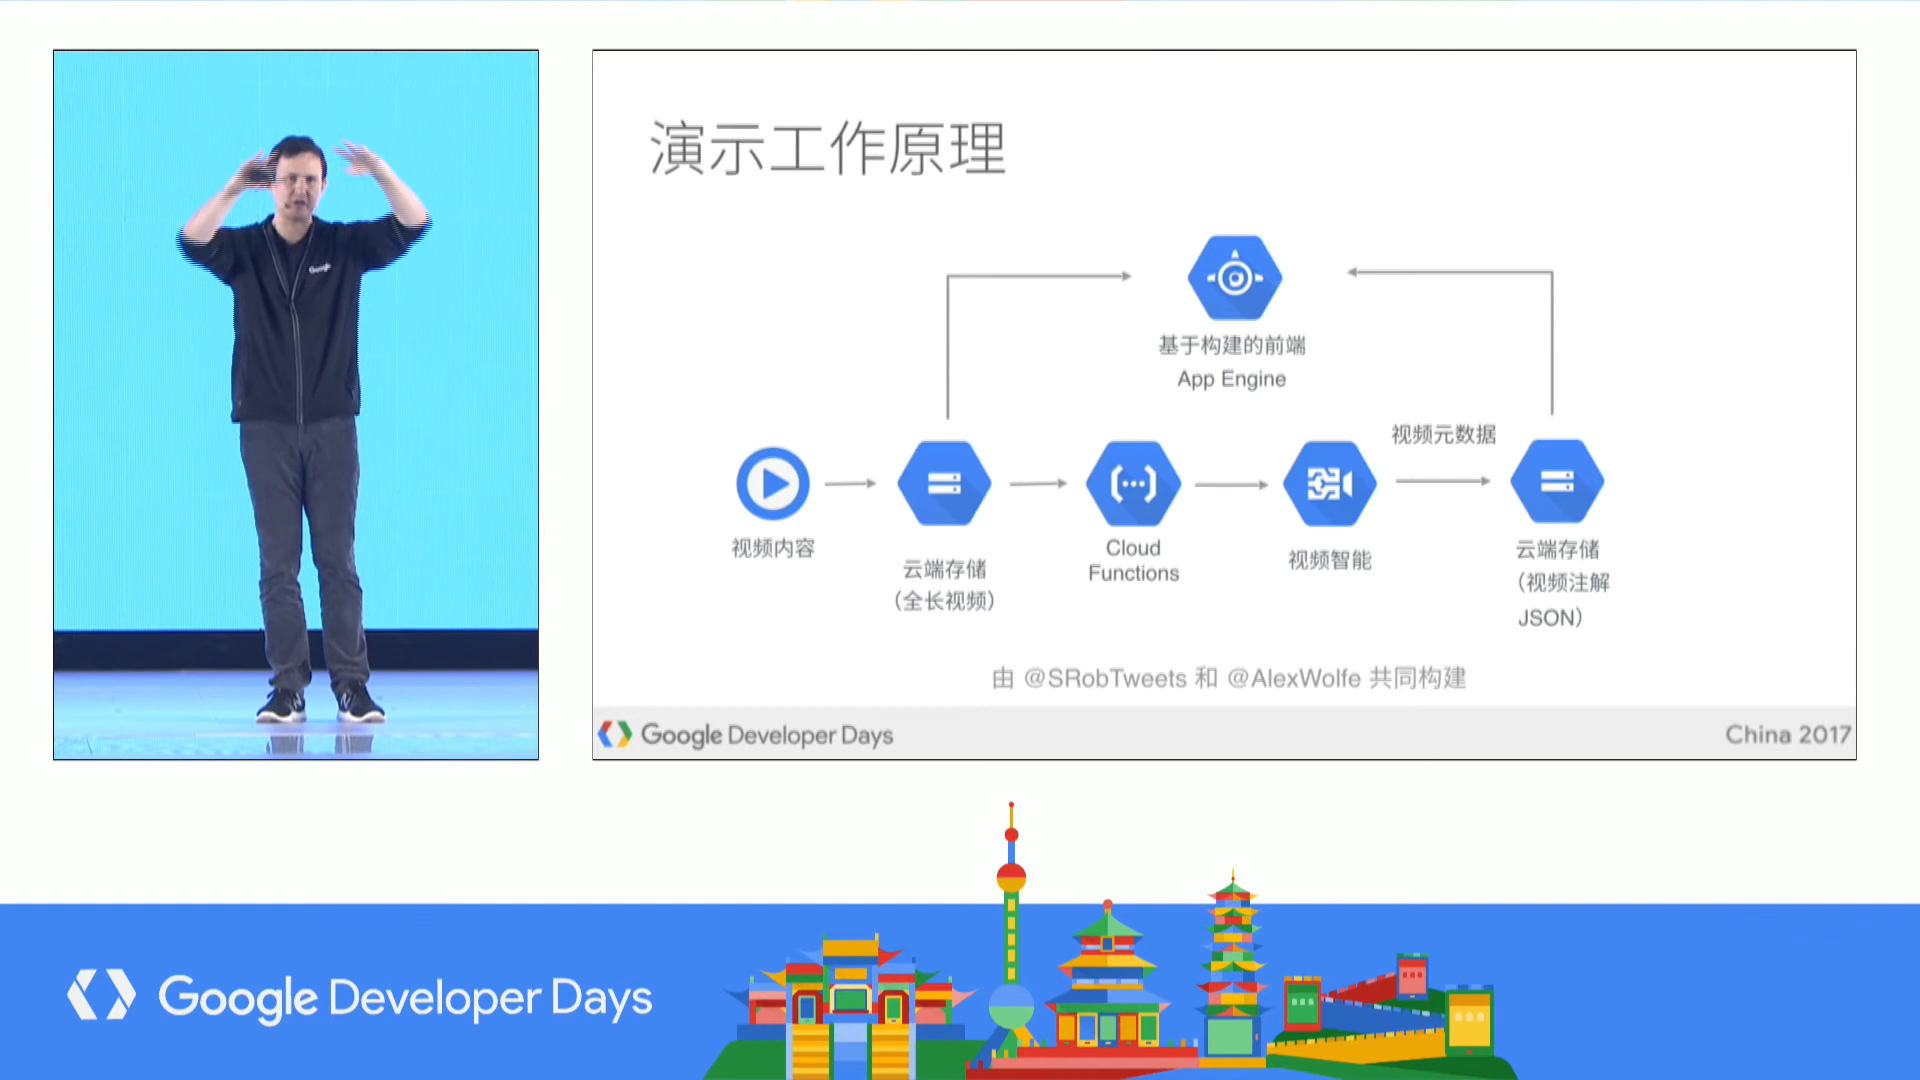 Google
演示工作原理
基于构建的前端
App Engine
视频元数据
视频内容
云端存储
（全长视频）
Cloud
Functions
视频智能
云端存储
（视频注解
JSON）
由 @SRobTweets 和 @AlexWolfe 共同构建
Google Developer Days
China 2017
Google Developer Days